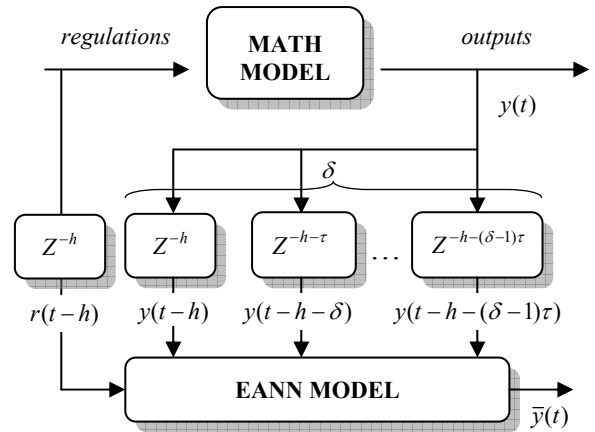 regulations
MATH
MODEL
outputs
y(t)
δ
Z⁻ʰ
Z⁻ʰ
Z^{-h-τ}
...
Z^{-h-(δ-1)τ}
r(t-h)
y(t-h)
y(t-h-δ)
y(t-h-(δ-1)τ)
EANN MODEL
ȳ(t)